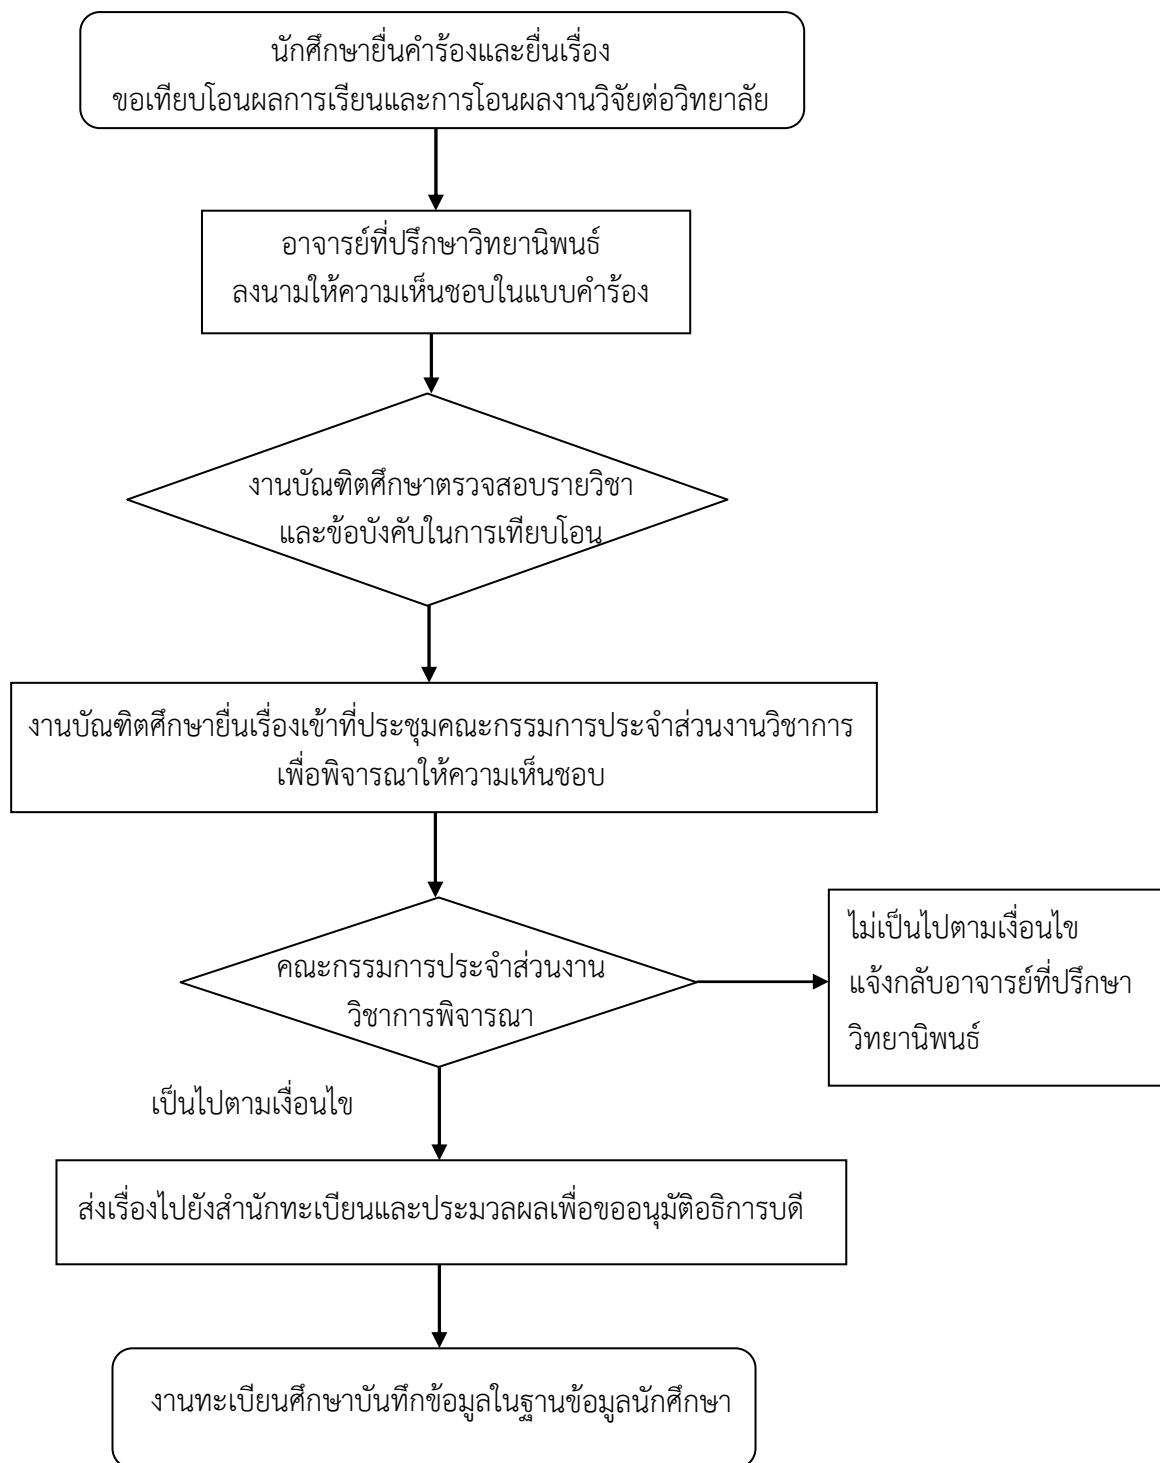 นักศึกษายื่นคำร้องและยื่นเรื่อง
ขอเทียบโอนผลการเรียนและการโอนผลงานวิจัยต่อวิทยาลัย
อาจารย์ที่ปรึกษาวิทยานิพนธ์
ลงนามให้ความเห็นชอบในแบบคำร้อง
งานบัณฑิตศึกษาตรวจสอบรายวิชา
และข้อบังคับในการเทียบโอน
งานบัณฑิตศึกษายื่นเรื่องเข้าที่ประชุมคณะกรรมการประจำส่วนงานวิชาการ
เพื่อพิจารณาให้ความเห็นชอบ
คณะกรรมการประจำส่วนงาน
วิชาการพิจารณา
ไม่เป็นไปตามเงื่อนไข
แจ้งกลับอาจารย์ที่ปรึกษา
วิทยานิพนธ์
เป็นไปตามเงื่อนไข
ส่งเรื่องไปยังสำนักทะเบียนและประมวลผลเพื่อขออนุมัติอธิการบดี
งานทะเบียนศึกษาบันทึกข้อมูลในฐานข้อมูลนักศึกษา